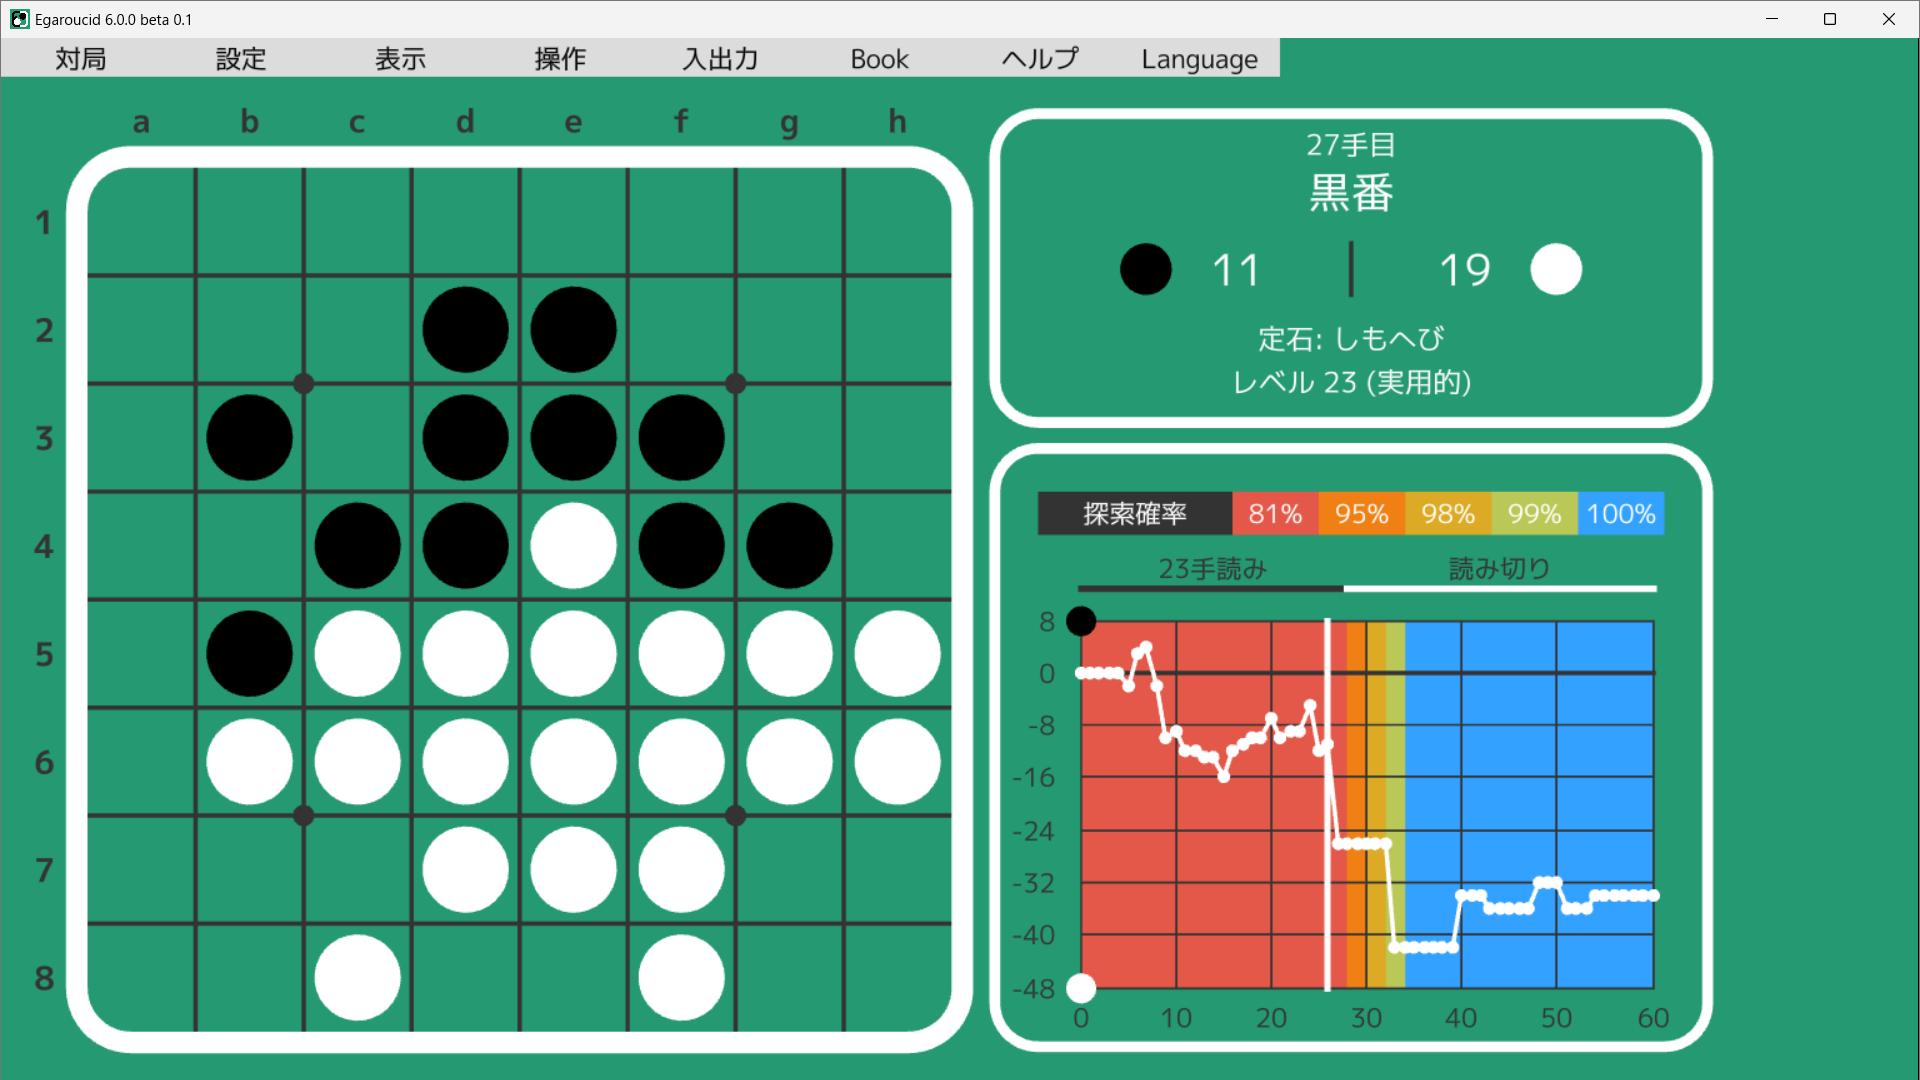 Egaroucid 6.0.0 beta 0.1
対局 設定 表示 操作 入出力 Book ヘルプ Language
a b c d e f g h
1
2
3
4
5
6
7
8
27手目
黒番
11 19
定石: しもへび
レベル 23 (実用的)
探索確率 81% 95% 98% 99% 100%
23手読み 読み切り
8
0
-8
-16
-24
-32
-40
-48
0 10 20 30 40 50 60